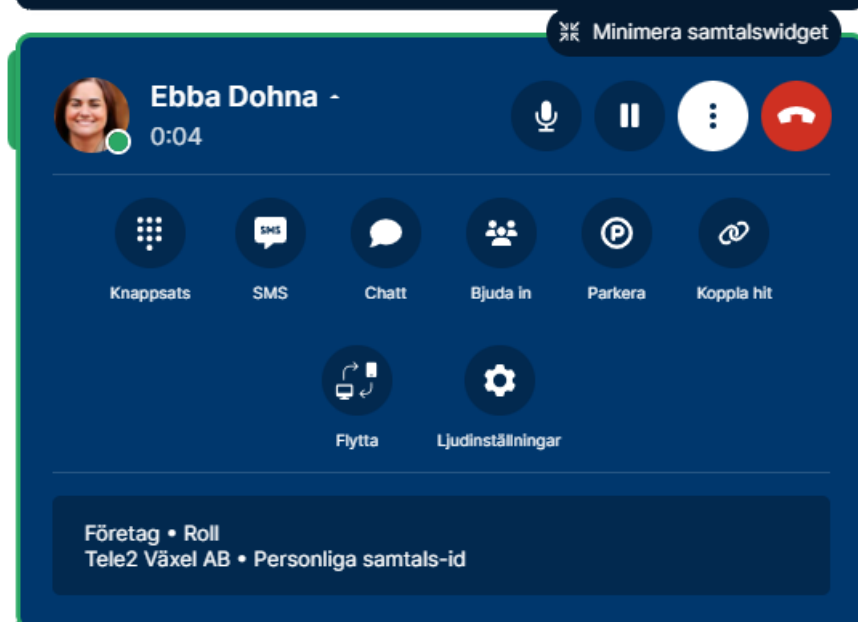 Minimera samtalswidget
Ebba Dohna
0:04
SMS
P
Knappsats
SMS
Chatt
Bjuda in
Parkera
Koppla hit
Flytta
Ljudinställningar
Företag • Roll
Tele2 Växel AB • Personliga samtals-id